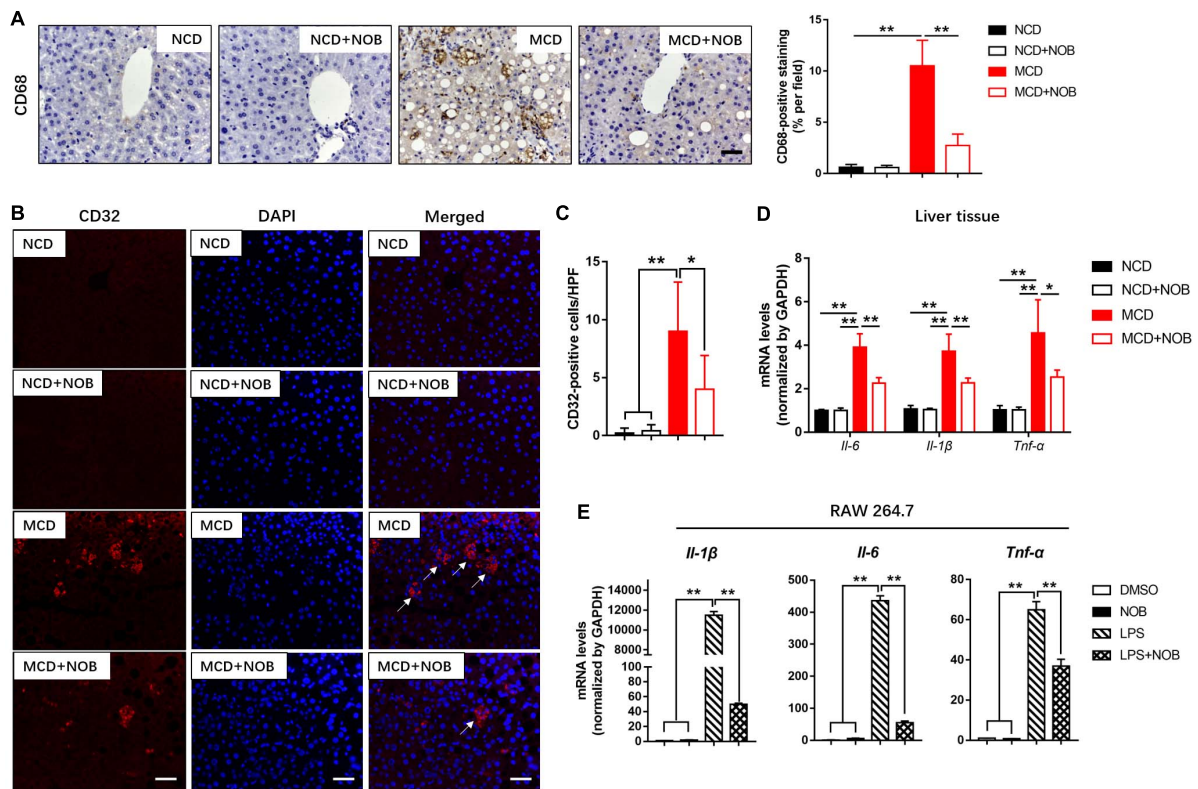 A
CD68
NCD
NCD+NOB
MCD
MCD+NOB
CD68-positive staining
(% per field)
15
10
5
0
**
**
NCD
NCD+NOB
MCD
MCD+NOB
B
CD32
DAPI
Merged
NCD
NCD
NCD
NCD+NOB
NCD+NOB
NCD+NOB
MCD
MCD
MCD
MCD+NOB
MCD+NOB
MCD+NOB
C
CD32-positive cells/HPF
15
10
5
0
**
*
D
Liver tissue
mRNA levels
(normalized by GAPDH)
8
6
4
2
0
**
**
**
**
**
**
**
**
*
Il-6
Il-1β
Tnf-α
NCD
NCD+NOB
MCD
MCD+NOB
E
RAW 264.7
mRNA levels
(normalized by GAPDH)
Il-1β
14000
12000
10000
8000
100
80
60
40
20
0
**
**
Il-6
500
400
300
200
100
0
**
**
Tnf-α
80
60
40
20
0
**
**
DMSO
NOB
LPS
LPS+NOB